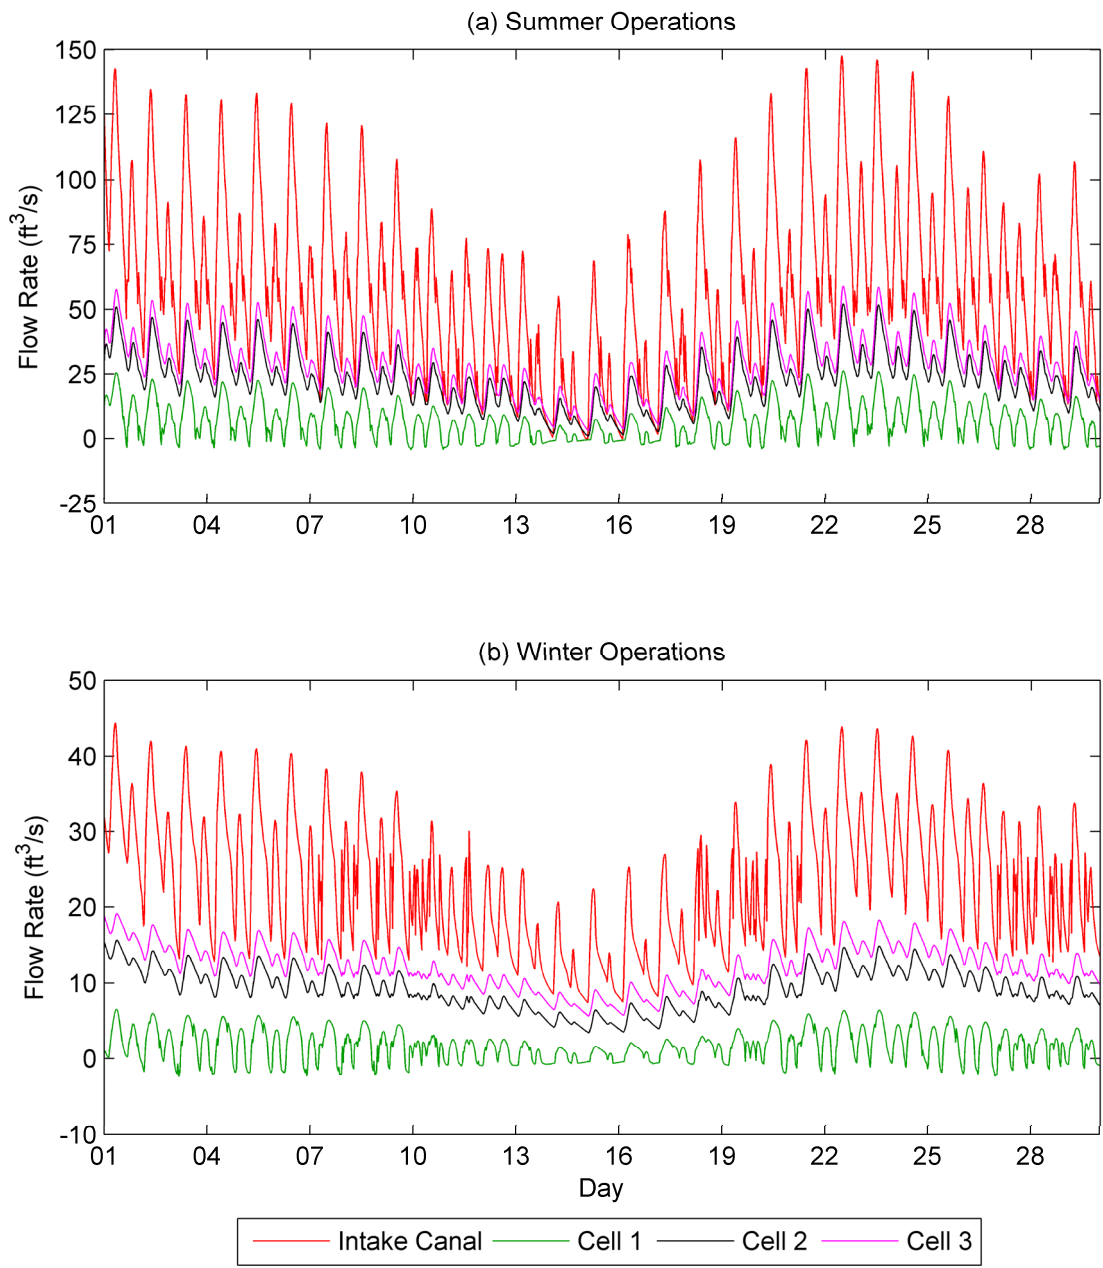 (a) Summer Operations
150
125
100
75
50
25
0
-25
Flow Rate (ft³/s)
01 04 07 10 13 16 19 22 25 28
(b) Winter Operations
50
40
30
20
10
0
-10
Flow Rate (ft³/s)
01 04 07 10 13 16 19 22 25 28
Day
Intake Canal Cell 1 Cell 2 Cell 3